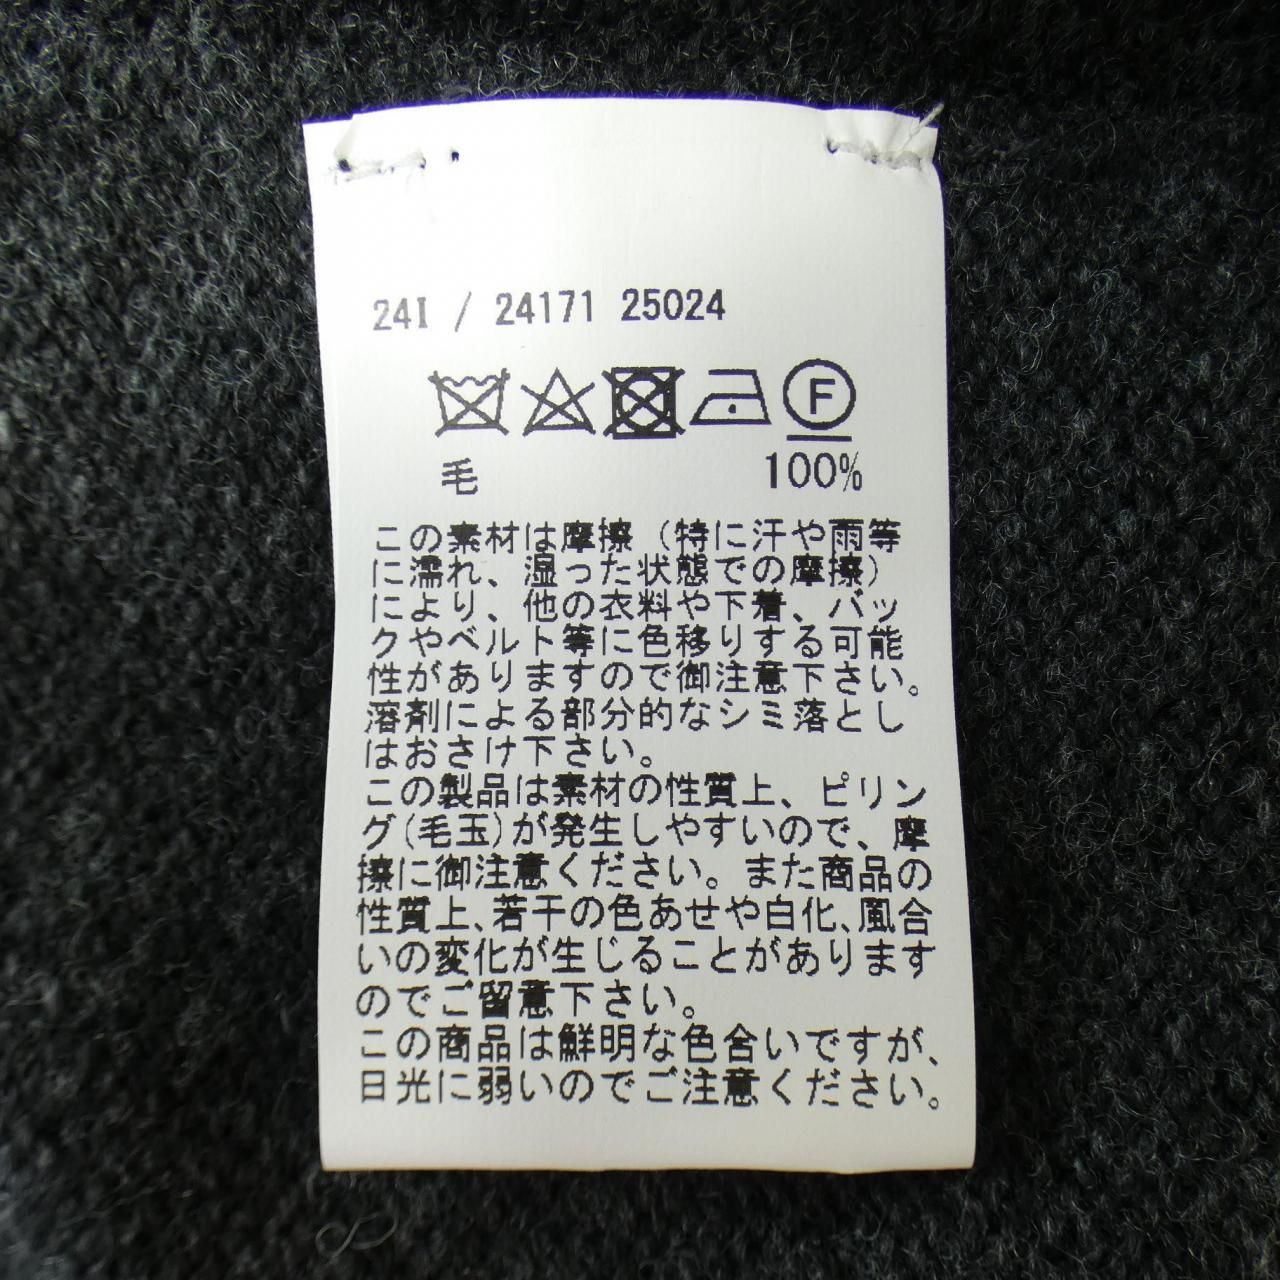 24I / 24171 25024
F
毛 100%
この素材は摩擦（特に汗や雨等
に濡れ、湿った状態での摩擦）
により、他の衣料や下着、バッ
クやベルト等に色移りする可能
性がありますので御注意下さい。
溶剤による部分的なシミ落とし
はおさけ下さい。
この製品は素材の性質上、ピリン
グ(毛玉)が発生しやすいので、摩
擦に御注意ください。また商品の
性質上、若干の色あせや白化、風合
いの変化が生じることがあります
のでご留意下さい。
この商品は鮮明な色合いですが、
日光に弱いのでご注意ください。